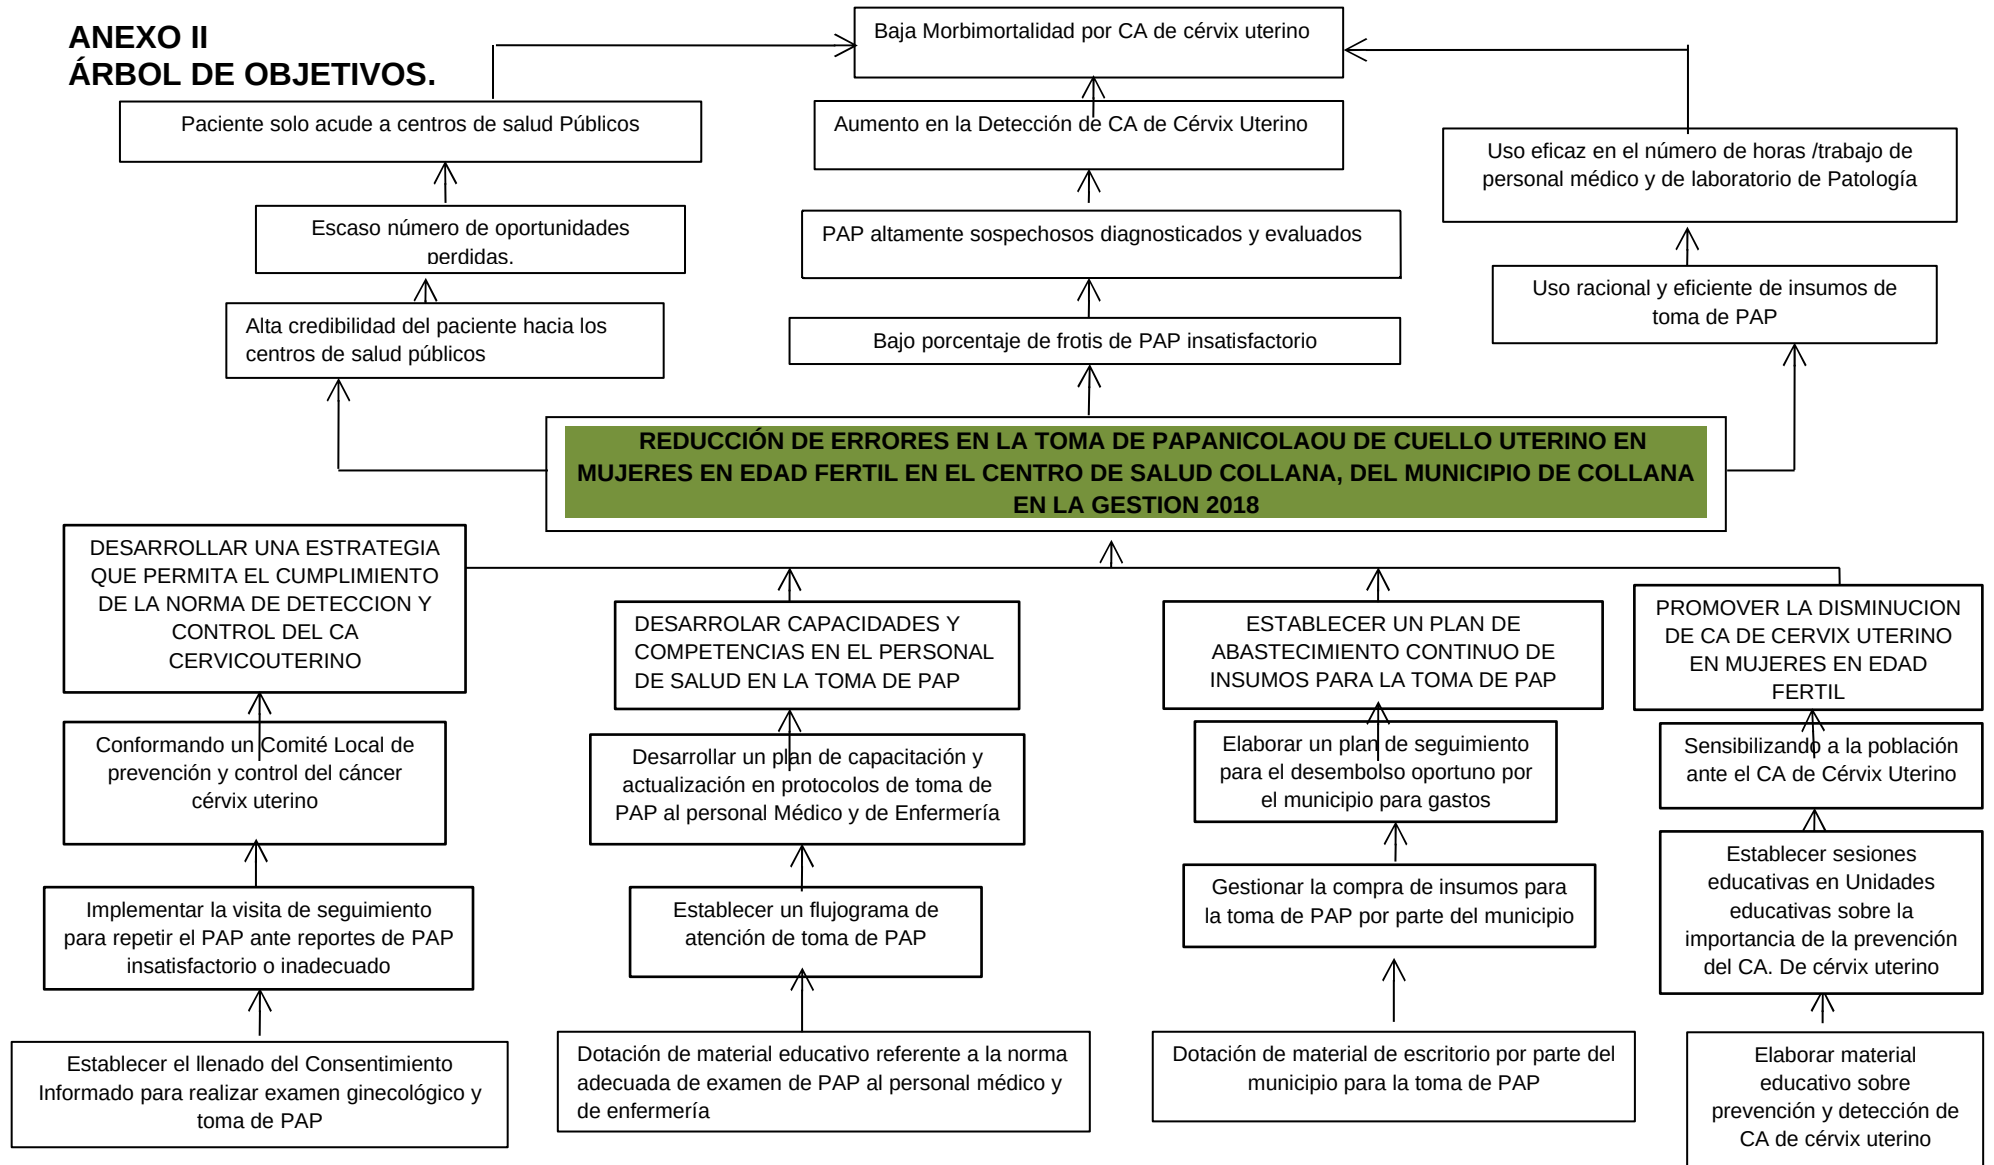 ANEXO II
ÁRBOL DE OBJETIVOS.
Baja Morbimortalidad por CA de cérvix uterino
Paciente solo acude a centros de salud Públicos
Aumento en la Detección de CA de Cérvix Uterino
Uso eficaz en el número de horas /trabajo de
personal médico y de laboratorio de Patología
Escaso número de oportunidades
perdidas.
PAP altamente sospechosos diagnosticados y evaluados
Uso racional y eficiente de insumos de
toma de PAP
Alta credibilidad del paciente hacia los
centros de salud públicos
Bajo porcentaje de frotis de PAP insatisfactorio
REDUCCIÓN DE ERRORES EN LA TOMA DE PAPANICOLAOU DE CUELLO UTERINO EN
MUJERES EN EDAD FERTIL EN EL CENTRO DE SALUD COLLANA, DEL MUNICIPIO DE COLLANA
EN LA GESTION 2018
DESARROLLAR UNA ESTRATEGIA
QUE PERMITA EL CUMPLIMIENTO
DE LA NORMA DE DETECCION Y
CONTROL DEL CA
CERVICOUTERINO
DESARROLAR CAPACIDADES Y
COMPETENCIAS EN EL PERSONAL
DE SALUD EN LA TOMA DE PAP
ESTABLECER UN PLAN DE
ABASTECIMIENTO CONTINUO DE
INSUMOS PARA LA TOMA DE PAP
PROMOVER LA DISMINUCION
DE CA DE CERVIX UTERINO
EN MUJERES EN EDAD
FERTIL
Conformando un Comité Local de
prevención y control del cáncer
cérvix uterino
Desarrollar un plan de capacitación y
actualización en protocolos de toma de
PAP al personal Médico y de Enfermería
Elaborar un plan de seguimiento
para el desembolso oportuno por
el municipio para gastos
Sensibilizando a la población
ante el CA de Cérvix Uterino
Implementar la visita de seguimiento
para repetir el PAP ante reportes de PAP
insatisfactorio o inadecuado
Establecer un flujograma de
atención de toma de PAP
Gestionar la compra de insumos para
la toma de PAP por parte del municipio
Establecer sesiones
educativas en Unidades
educativas sobre la
importancia de la prevención
del CA. De cérvix uterino
Establecer el llenado del Consentimiento
Informado para realizar examen ginecológico y
toma de PAP
Dotación de material educativo referente a la norma
adecuada de examen de PAP al personal médico y
de enfermería
Dotación de material de escritorio por parte del
municipio para la toma de PAP
Elaborar material
educativo sobre
prevención y detección de
CA de cérvix uterino